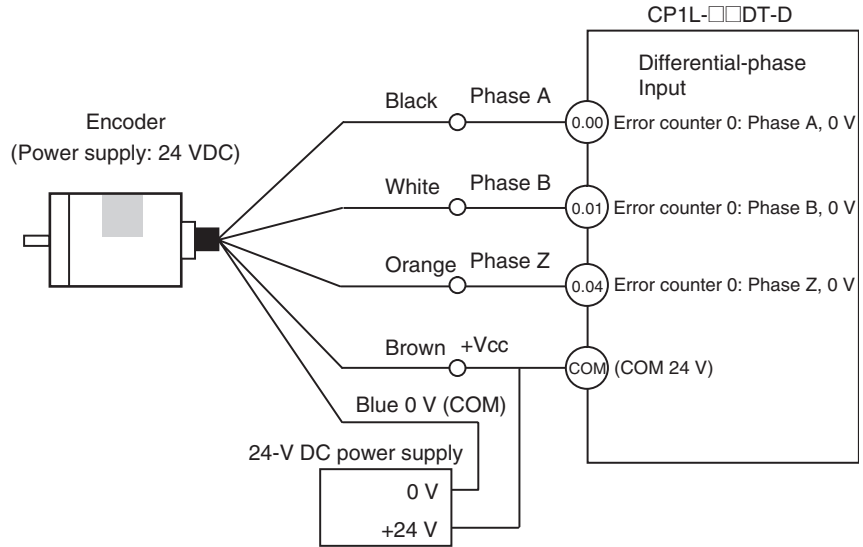 CP1L-□□DT-D
Differential-phase
Input
Encoder
(Power supply: 24 VDC)
Black
Phase A
0.00
Error counter 0: Phase A, 0 V
White
Phase B
0.01
Error counter 0: Phase B, 0 V
Orange
Phase Z
0.04
Error counter 0: Phase Z, 0 V
Brown
+Vcc
COM
(COM 24 V)
Blue 0 V (COM)
24-V DC power supply
0 V
+24 V